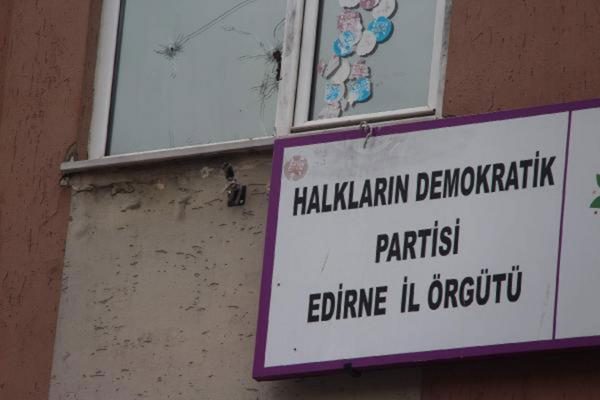 HALKLARIN DEMOKRATİK
PARTİSİ
EDİRNE İL ÖRGÜTÜ